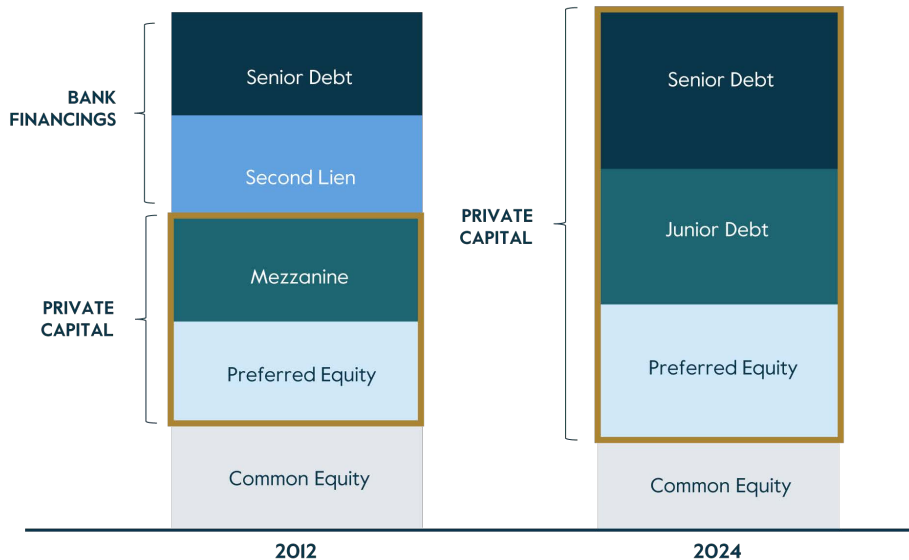 BANK
FINANCINGS
Senior Debt
Second Lien
PRIVATE
CAPITAL
Mezzanine
Preferred Equity
Common Equity
2012
PRIVATE
CAPITAL
Senior Debt
Junior Debt
Preferred Equity
Common Equity
2024